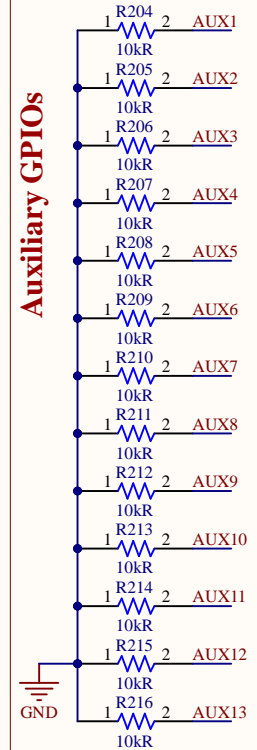 Auxiliary GPIOs
R204
1 2 AUX1
10kR
R205
1 2 AUX2
10kR
R206
1 2 AUX3
10kR
R207
1 2 AUX4
10kR
R208
1 2 AUX5
10kR
R209
1 2 AUX6
10kR
R210
1 2 AUX7
10kR
R211
1 2 AUX8
10kR
R212
1 2 AUX9
10kR
R213
1 2 AUX10
10kR
R214
1 2 AUX11
10kR
R215
1 2 AUX12
10kR
GND
R216
1 2 AUX13
10kR